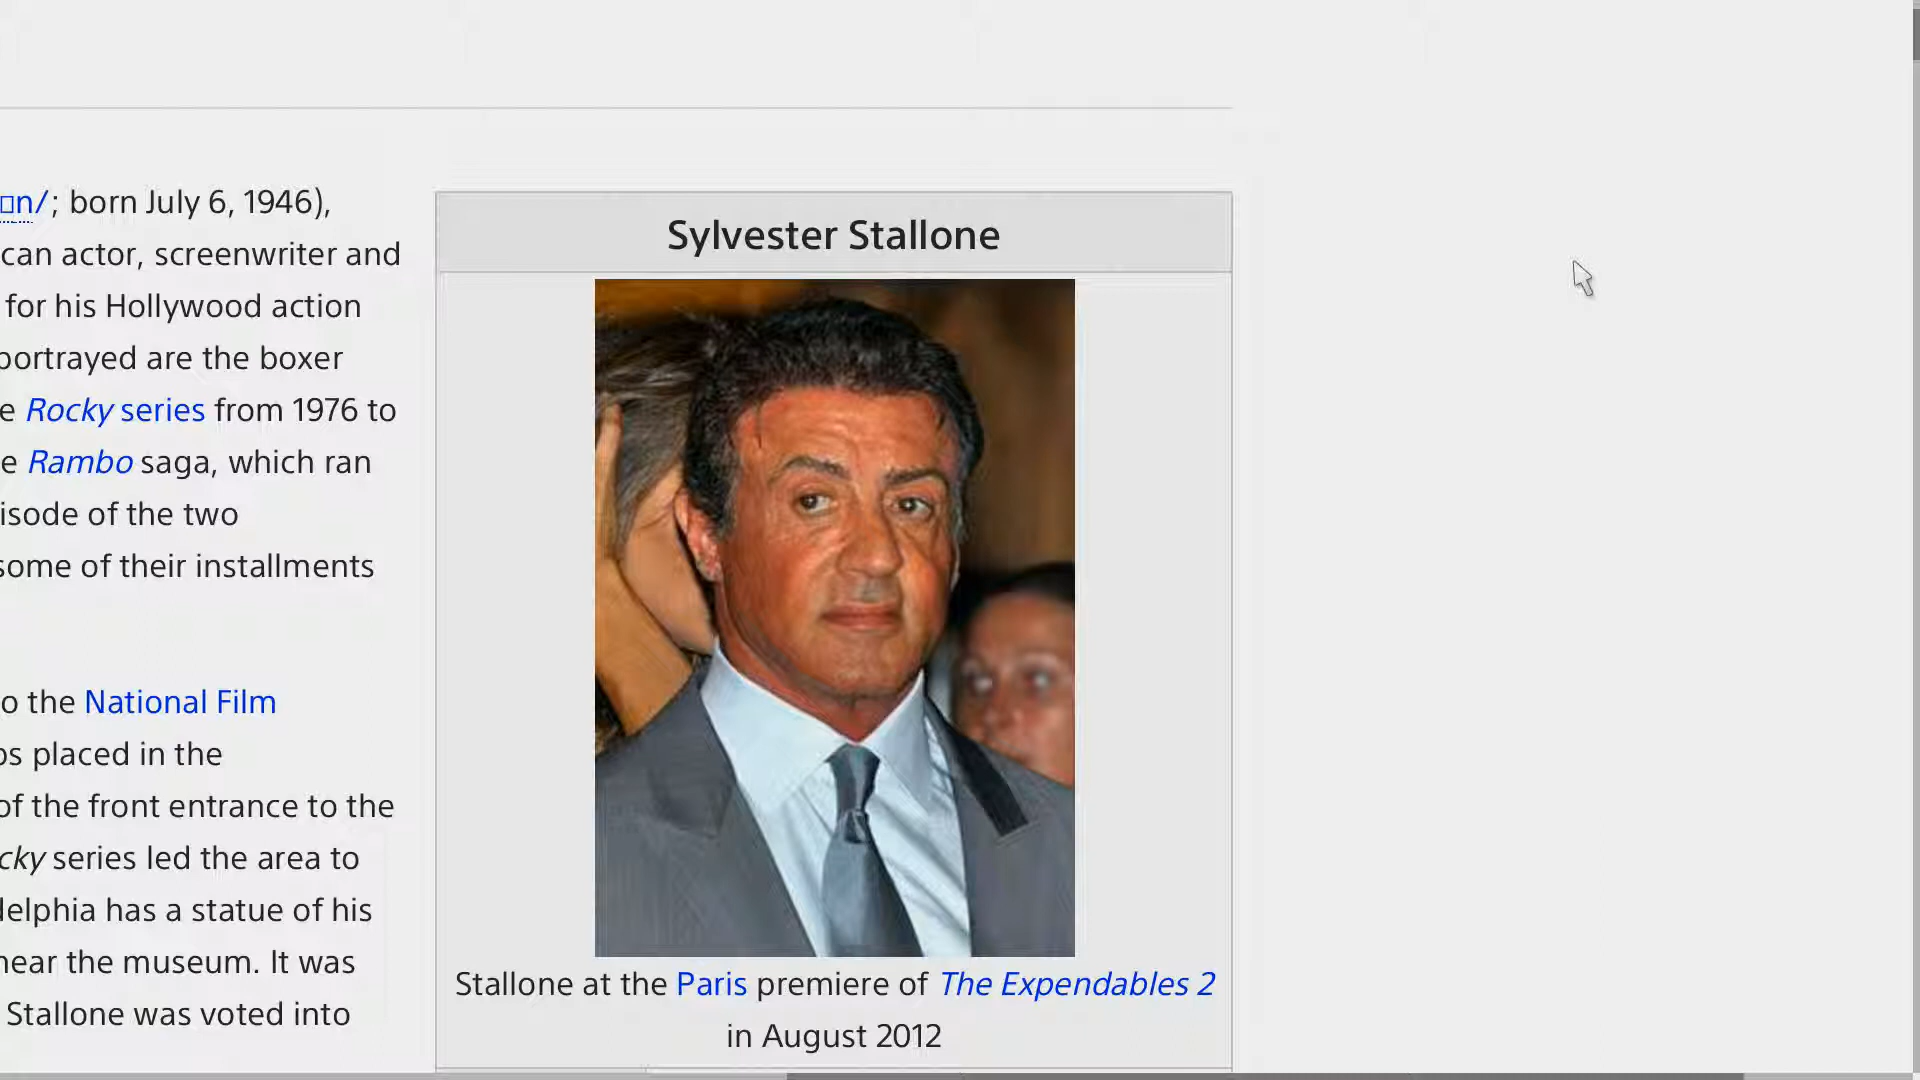 n/; born July 6, 1946),
can actor, screenwriter and
for his Hollywood action
portrayed are the boxer
e Rocky series from 1976 to
e Rambo saga, which ran
isode of the two
some of their installments
o the National Film
ps placed in the
of the front entrance to the
cky series led the area to
delphia has a statue of his
near the museum. It was
Stallone was voted into
Sylvester Stallone
Stallone at the Paris premiere of The Expendables 2
in August 2012